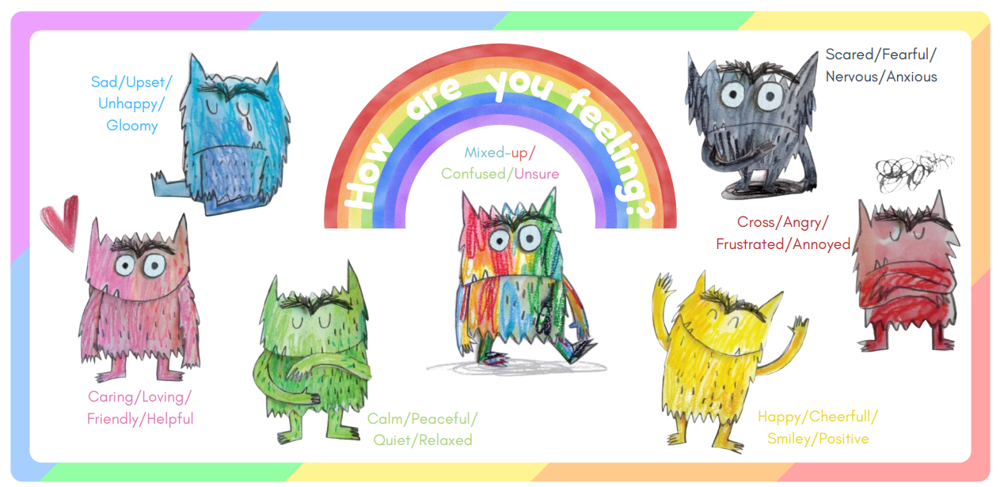 How are you feeling?
Sad/Upset/
Unhappy/
Gloomy
Scared/Fearful/
Nervous/Anxious
Mixed-up/
Confused/Unsure
Cross/Angry/
Frustrated/Annoyed
Caring/Loving/
Friendly/Helpful
Calm/Peaceful/
Quiet/Relaxed
Happy/Cheerfull/
Smiley/Positive